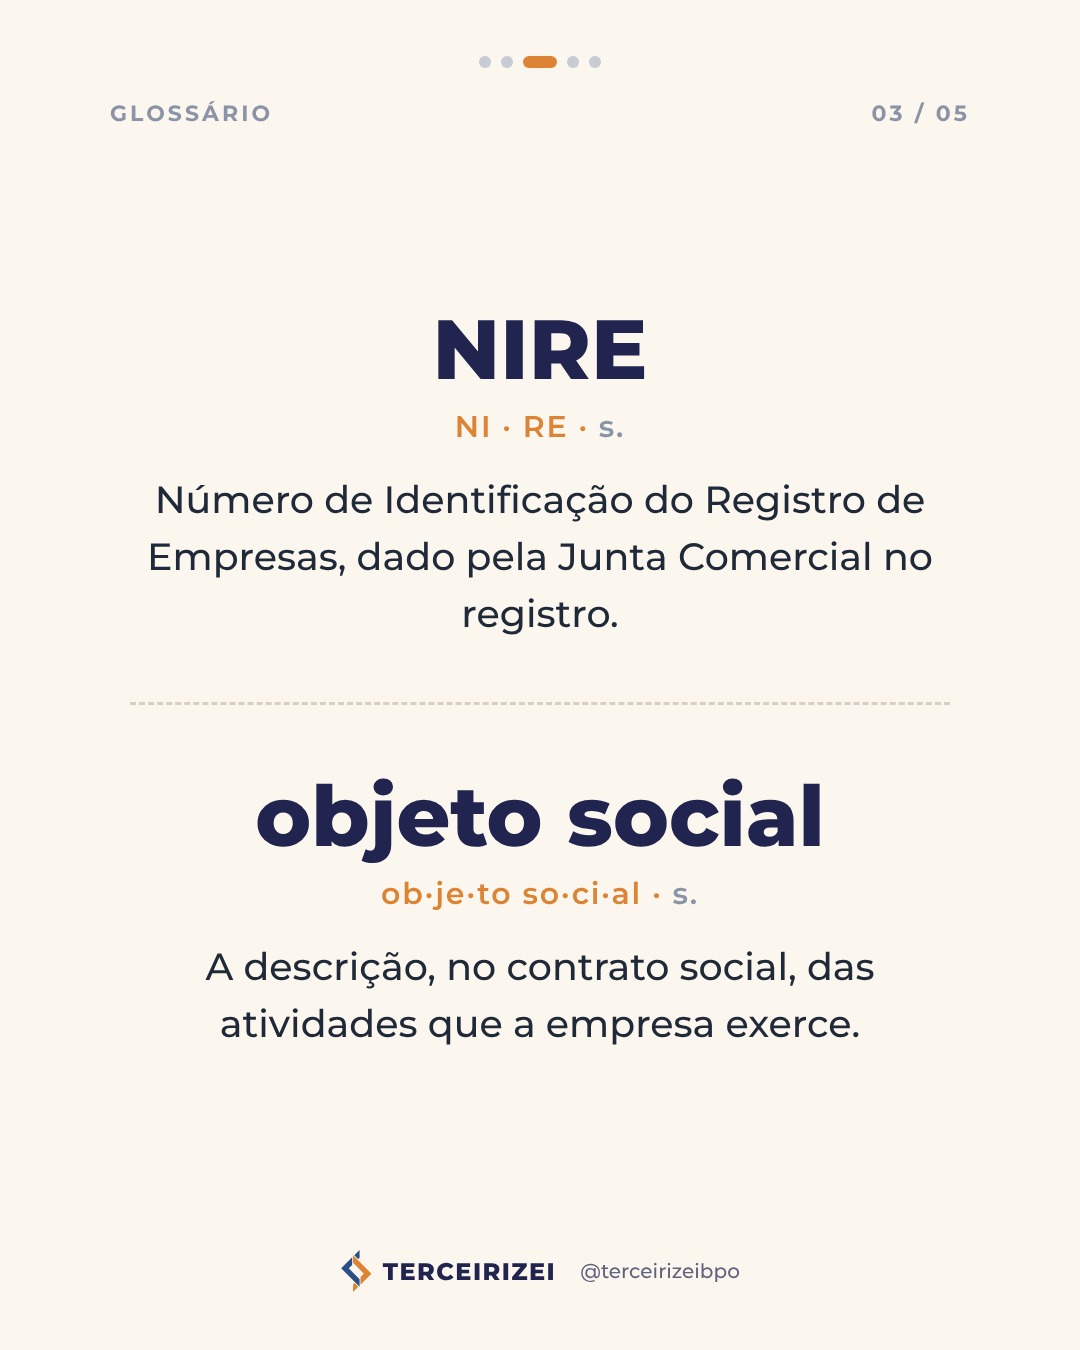 GLOSSÁRIO
03 / 05
NIRE
NI · RE · s.
Número de Identificação do Registro de
Empresas, dado pela Junta Comercial no
registro.
objeto social
ob·je·to so·ci·al · s.
A descrição, no contrato social, das
atividades que a empresa exerce.
TERCEIRIZEI @terceirizeibpo